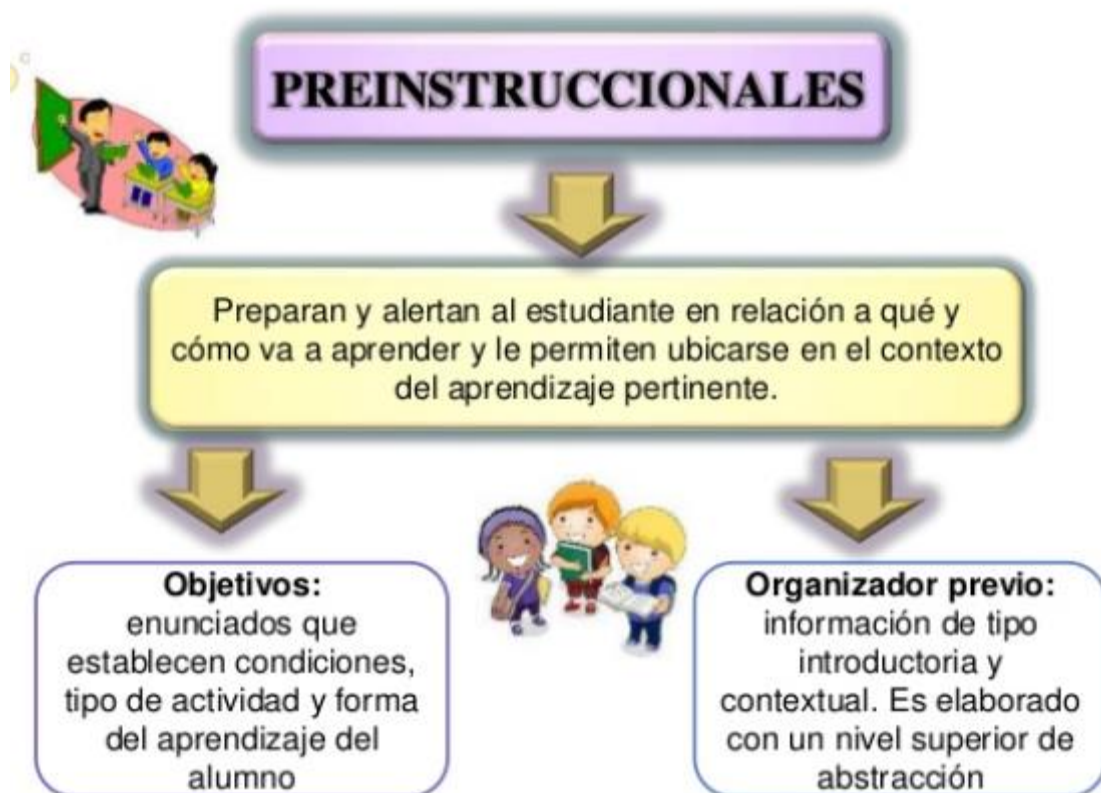 PREINSTRUCCIONALES
Preparan y alertan al estudiante en relación a qué y
cómo va a aprender y le permiten ubicarse en el contexto
del aprendizaje pertinente.
Objetivos:
enunciados que
establecen condiciones,
tipo de actividad y forma
del aprendizaje del
alumno
Organizador previo:
información de tipo
introductoria y
contextual. Es elaborado
con un nivel superior de
abstracción